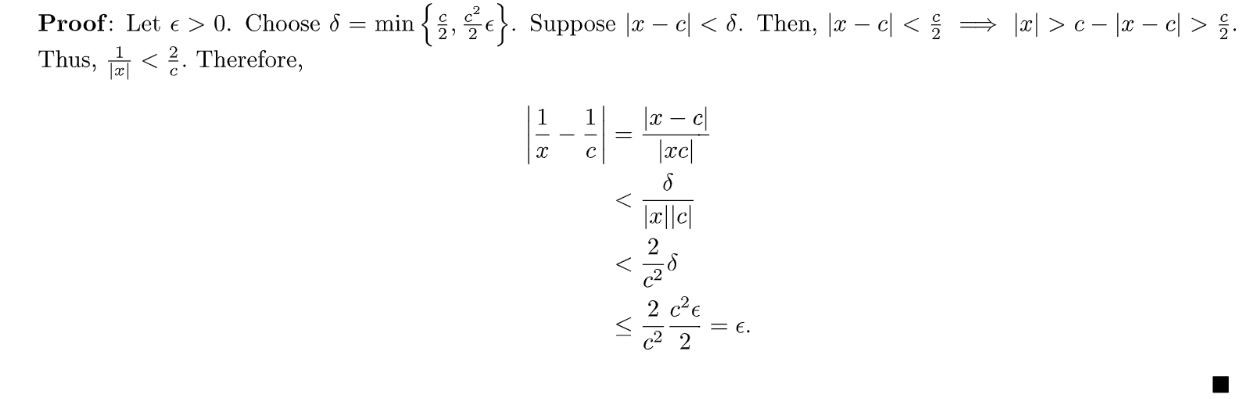 Proof: Let ϵ > 0. Choose δ = min {c/2, c²/2 ϵ}. Suppose |x − c| < δ. Then, |x − c| < c/2 ⟹ |x| > c − |x − c| > c/2.
Thus, 1/|x| < 2/c. Therefore,
|1/x − 1/c| = |x − c|/|xc|
< δ/|x||c|
< 2/c² δ
≤ 2/c² c²ϵ/2 = ϵ.
■